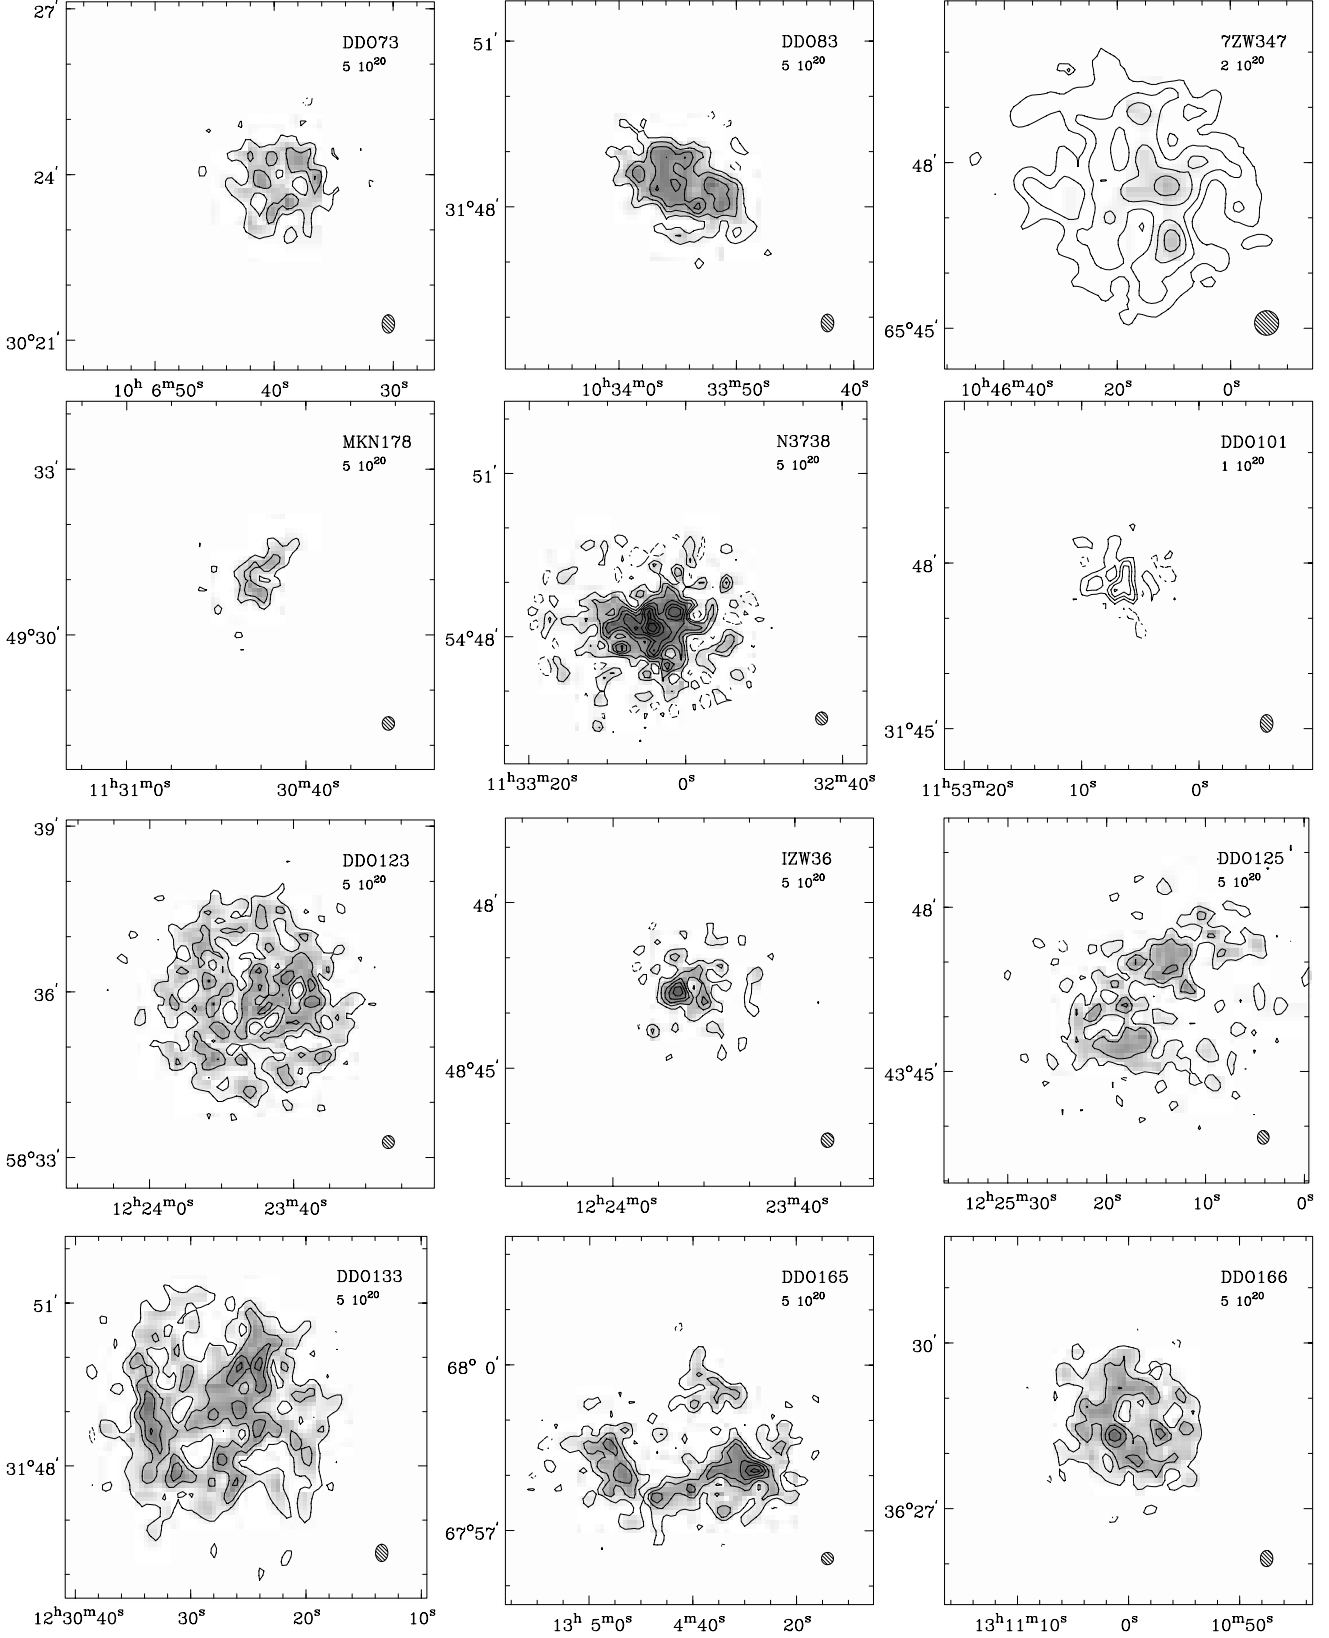 27′
DDO73
5 10²⁰
24′
30°21′
10ʰ 6ᵐ50ˢ 40ˢ 30ˢ
51′
DDO83
5 10²⁰
31°48′
10ʰ34ᵐ0ˢ 33ᵐ50ˢ 40ˢ
7ZW347
2 10²⁰
48′
65°45′
10ʰ46ᵐ40ˢ 20ˢ 0ˢ
MKN178
5 10²⁰
33′
49°30′
11ʰ31ᵐ0ˢ 30ᵐ40ˢ
N3738
5 10²⁰
51′
54°48′
11ʰ33ᵐ20ˢ 0ˢ 32ᵐ40ˢ
DDO101
1 10²⁰
48′
31°45′
11ʰ53ᵐ20ˢ 10ˢ 0ˢ
39′
DDO123
5 10²⁰
36′
58°33′
12ʰ24ᵐ0ˢ 23ᵐ40ˢ
IZW36
5 10²⁰
48′
48°45′
12ʰ24ᵐ0ˢ 23ᵐ40ˢ
DDO125
5 10²⁰
48′
43°45′
12ʰ25ᵐ30ˢ 20ˢ 10ˢ 0ˢ
DDO133
5 10²⁰
51′
31°48′
12ʰ30ᵐ40ˢ 30ˢ 20ˢ 10ˢ
DDO165
5 10²⁰
68° 0′
67°57′
13ʰ 5ᵐ0ˢ 4ᵐ40ˢ 20ˢ
DDO166
5 10²⁰
30′
36°27′
13ʰ11ᵐ10ˢ 0ˢ 10ᵐ50ˢ